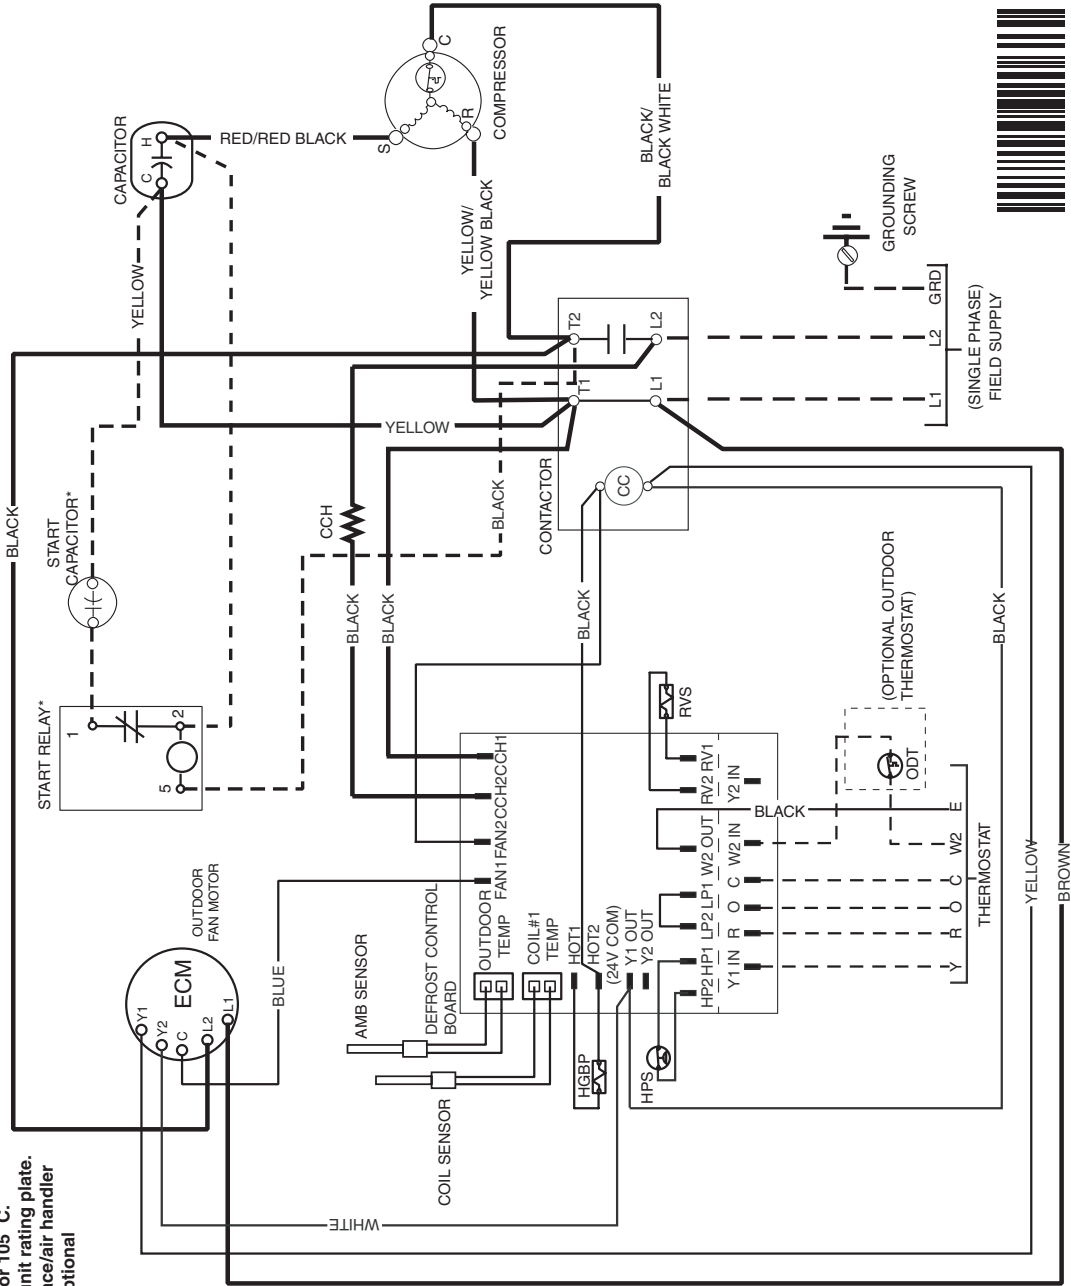 or 105° C.
unit rating plate.
ace/air handler
ptional
BLACK
START
CAPACITOR*
START RELAY*
1
2
5
YELLOW
CAPACITOR
C
H
RED/RED BLACK
S
C
R
COMPRESSOR
YELLOW/
YELLOW BLACK
BLACK/
BLACK WHITE
YELLOW
BLACK
CCH
BLACK
BLACK
CONTACTOR
T1
T2
L1
L2
CC
GROUNDING
SCREW
L1
L2
GRD
(SINGLE PHASE)
FIELD SUPPLY
OUTDOOR
FAN MOTOR
ECM
Y1
Y2
C
L2
L1
BLUE
WHITE
AMB SENSOR
COIL SENSOR
DEFROST CONTROL
BOARD
FAN1
FAN2
CCH2
CCH1
OUTDOOR
TEMP
COIL#1
TEMP
HOT1
HOT2
(24V COM)
Y1 OUT
Y2 OUT
HGBP
HPS
HP2
HP1
LP2
LP1
W2 OUT
RV2
RV1
Y1 IN
R
O
C
W2 IN
Y2 IN
BLACK
RVS
BLACK
(OPTIONAL OUTDOOR
THERMOSTAT)
ODT
Y
R
O
C
W2
E
THERMOSTAT
BLACK
YELLOW
BROWN